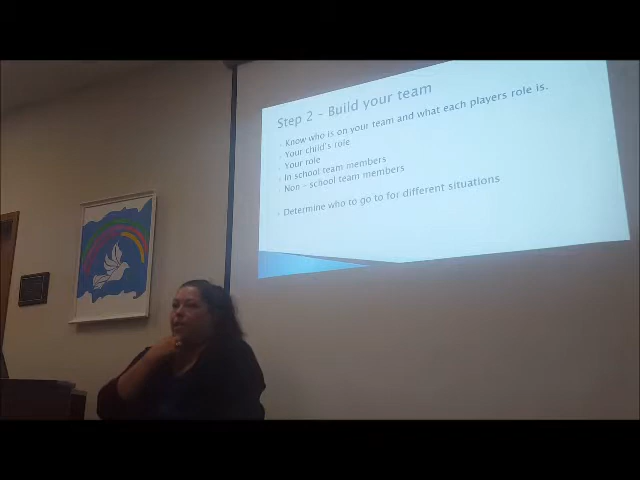 Step 2 – Build your team
Know who is on your team and what each players role is.
Your child's role
Your role
In school team members
Non – school team members
Determine who to go to for different situations